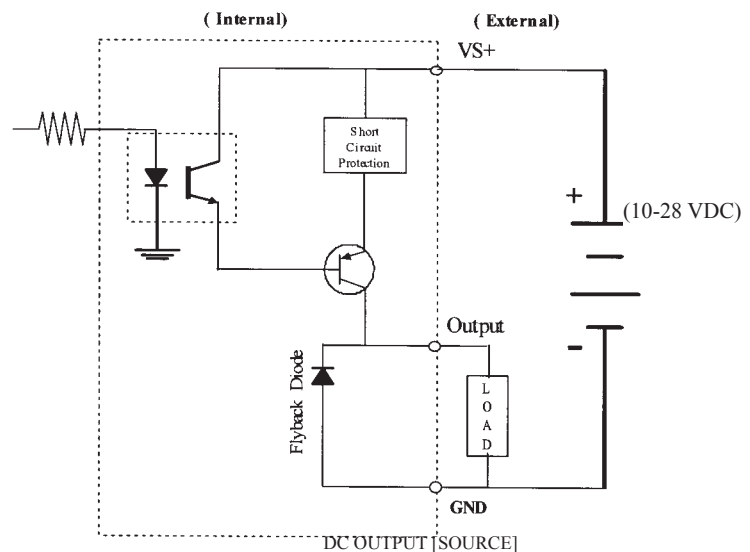 ( Internal)
( External)
VS+
Short
Circuit
Protection
+
(10-28 VDC)
Output
-
Flyback Diode
L
O
A
D
GND
DC OUTPUT [SOURCE]